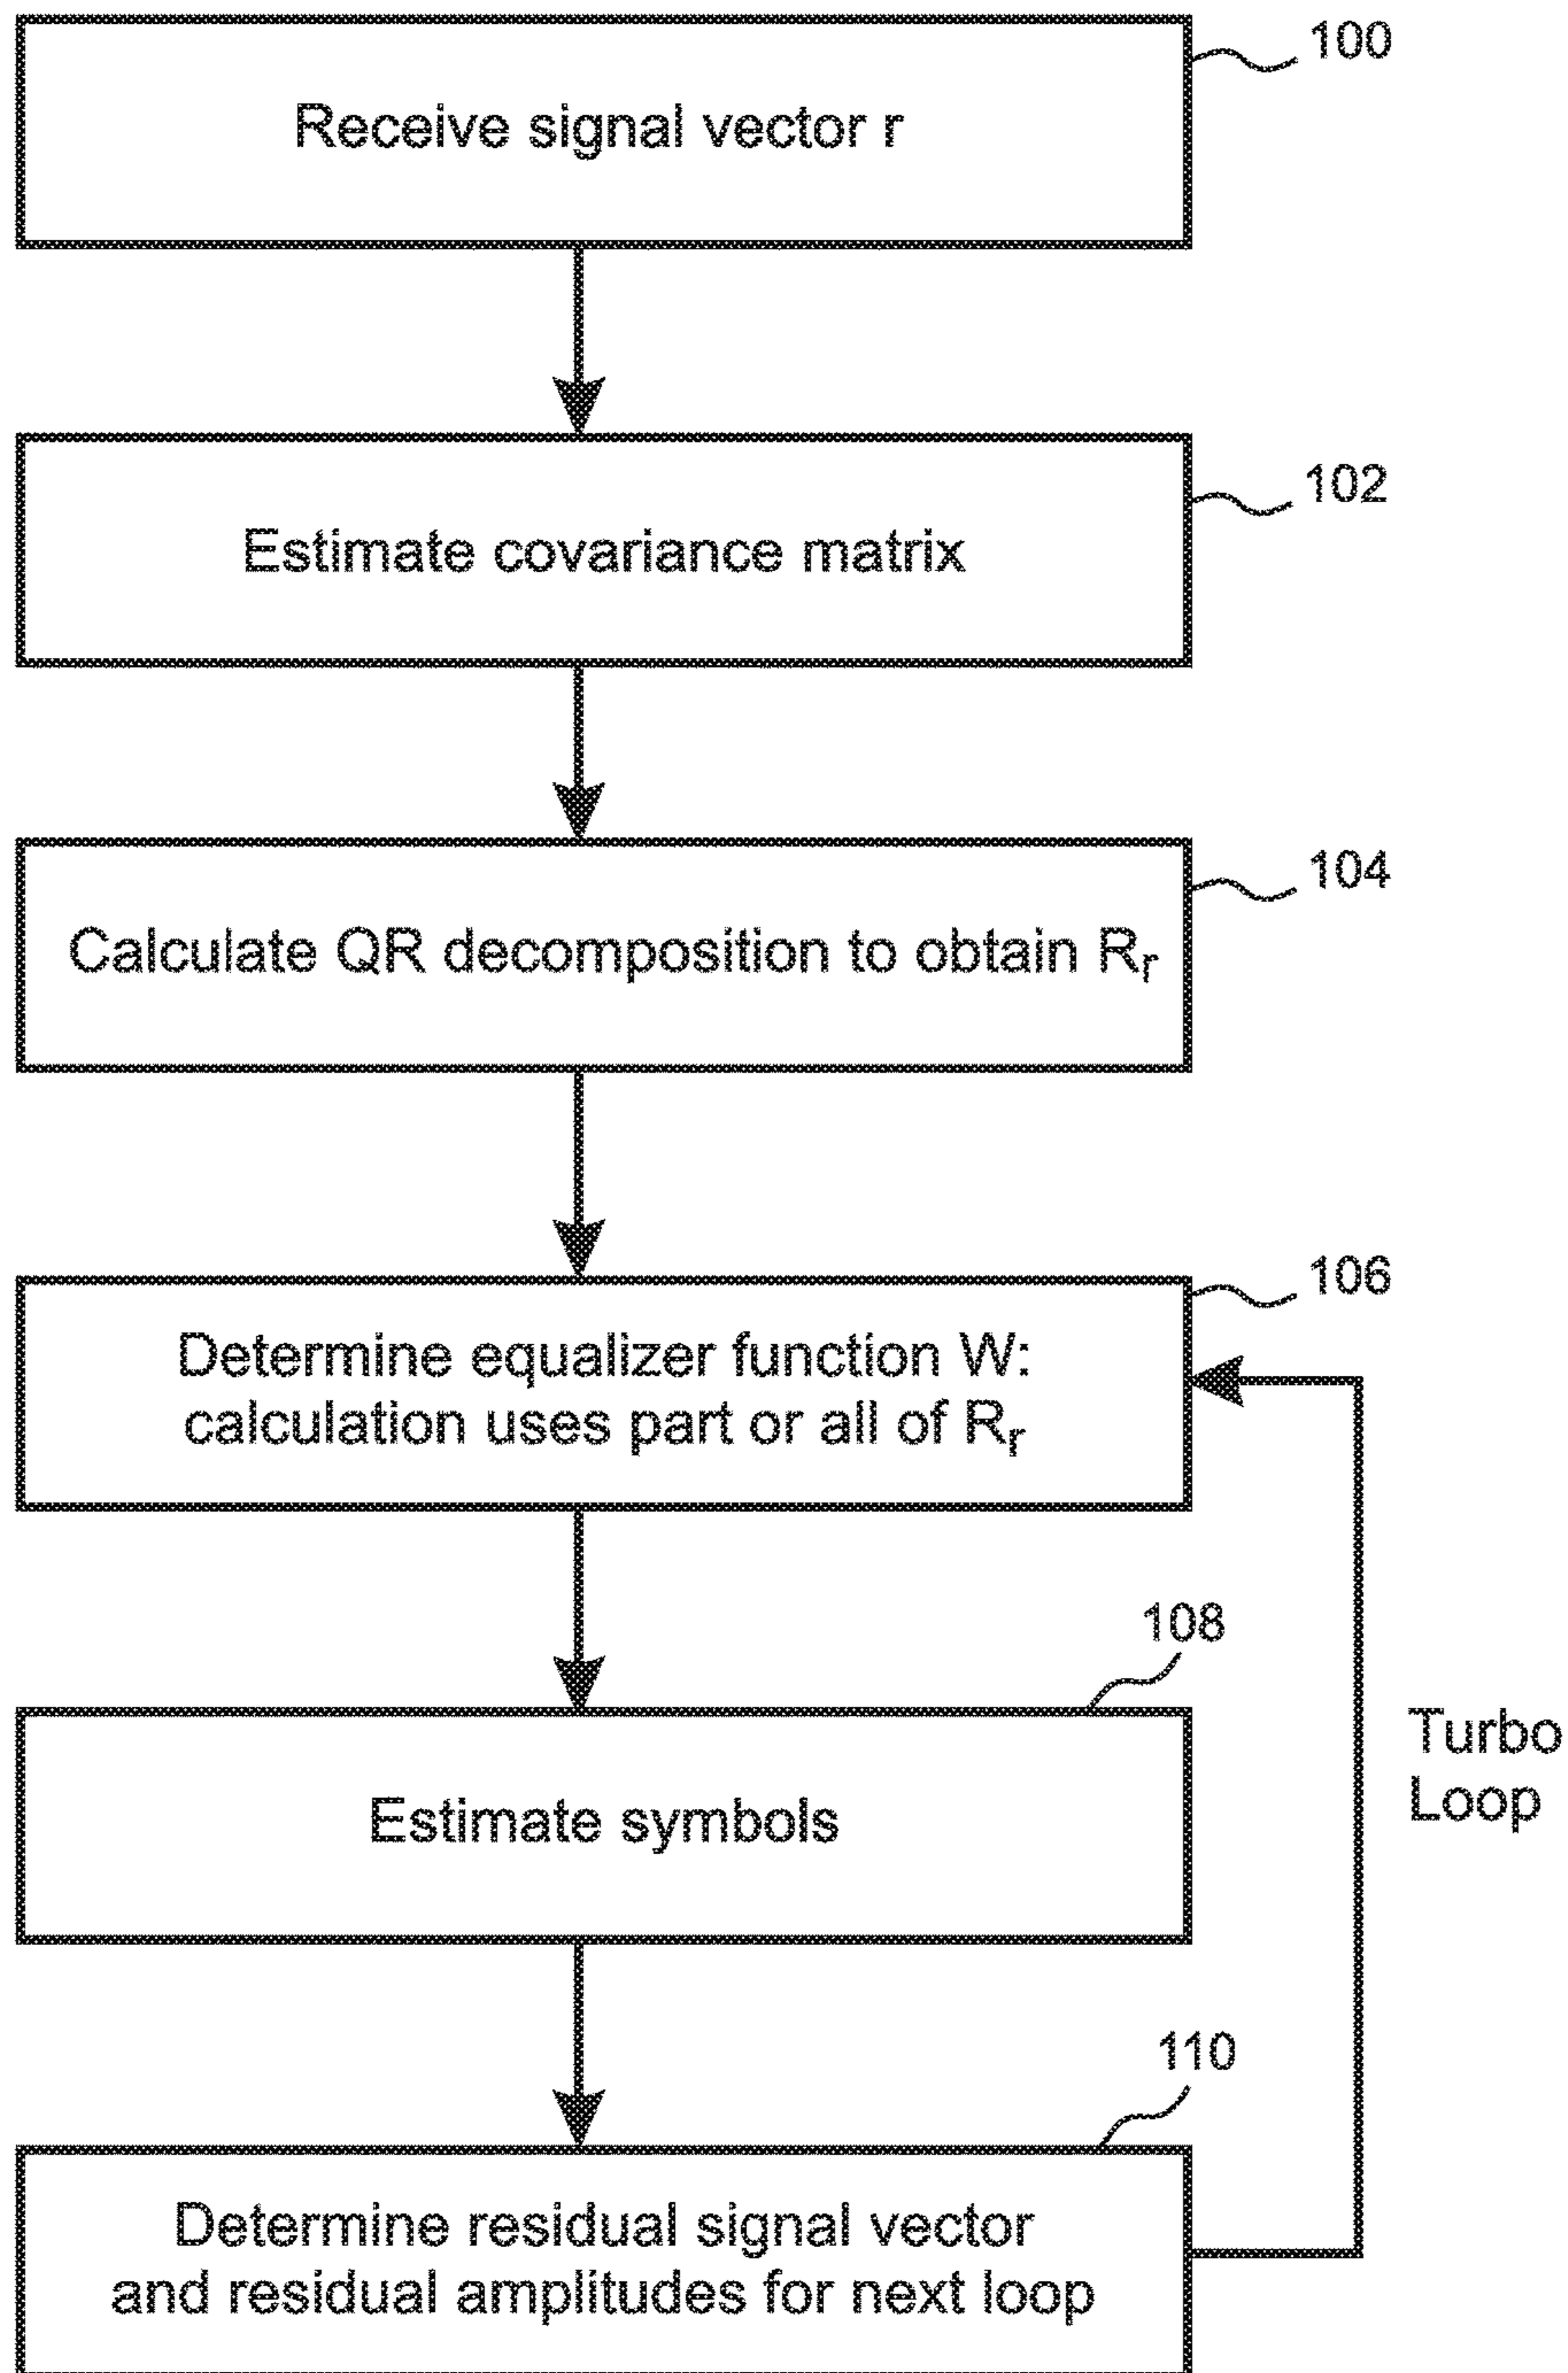 100
Receive signal vector r
102
Estimate covariance matrix
104
Calculate QR decomposition to obtain Rᵣ
106
Determine equalizer function W:
calculation uses part or all of Rᵣ
108
Estimate symbols
Turbo
Loop
110
Determine residual signal vector
and residual amplitudes for next loop